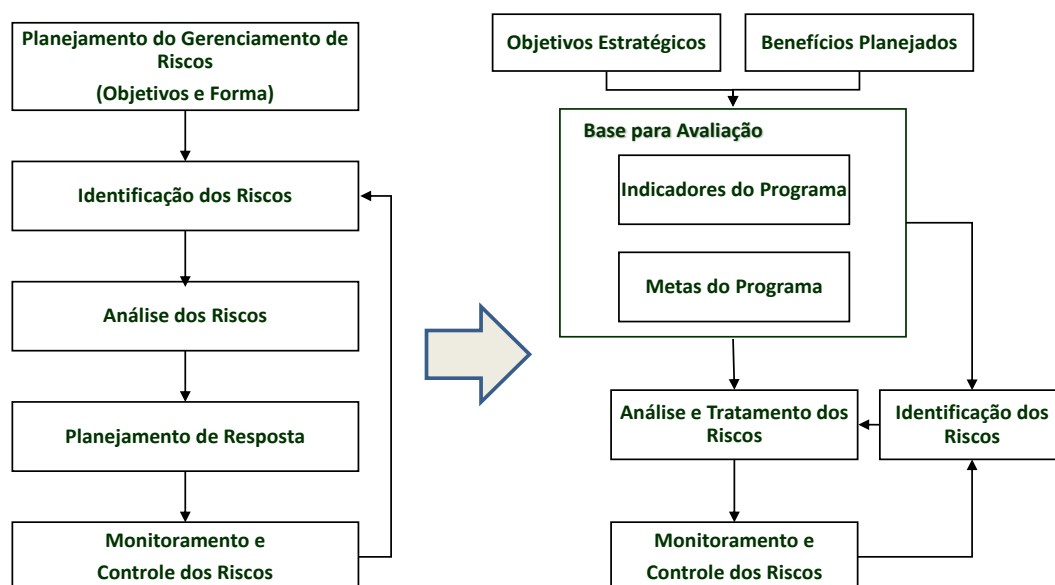 Planejamento do Gerenciamento de
Riscos
(Objetivos e Forma)
Identificação dos Riscos
Análise dos Riscos
Planejamento de Resposta
Monitoramento e
Controle dos Riscos
Objetivos Estratégicos
Benefícios Planejados
Base para Avaliação
Indicadores do Programa
Metas do Programa
Análise e Tratamento dos
Riscos
Identificação dos
Riscos
Monitoramento e
Controle dos Riscos